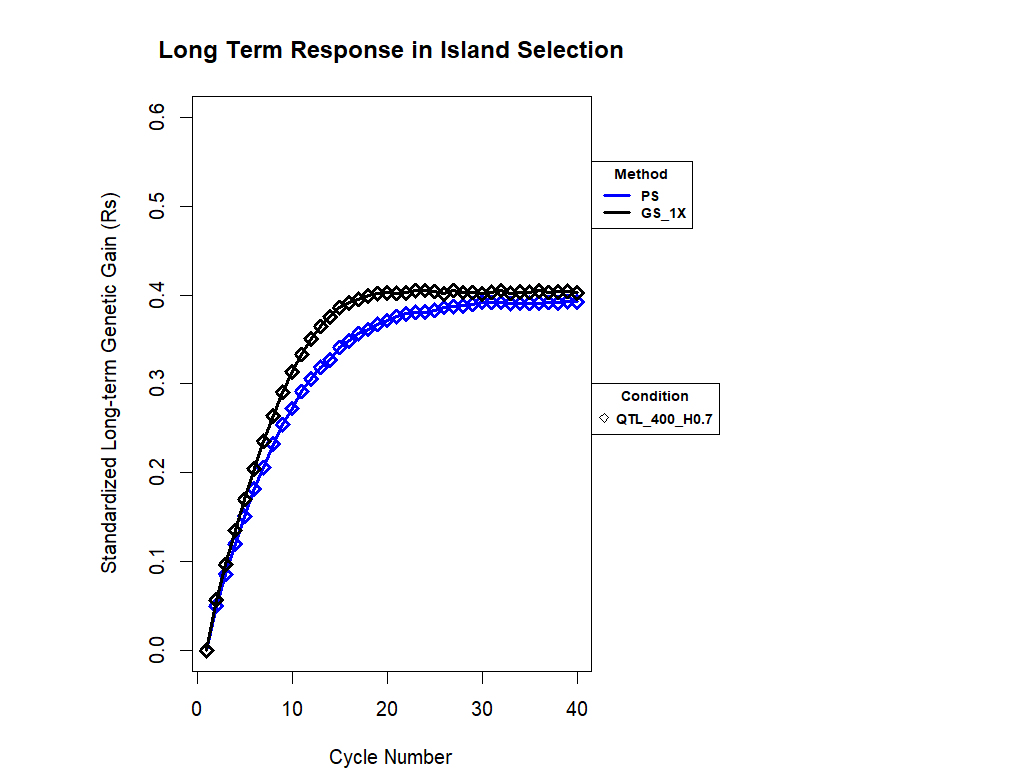 Long Term Response in Island Selection
Standardized Long-term Genetic Gain (Rs)
0.6
0.5
0.4
0.3
0.2
0.1
0.0
0 10 20 30 40
Cycle Number
Method
PS
GS_1X
Condition
QTL_400_H0.7